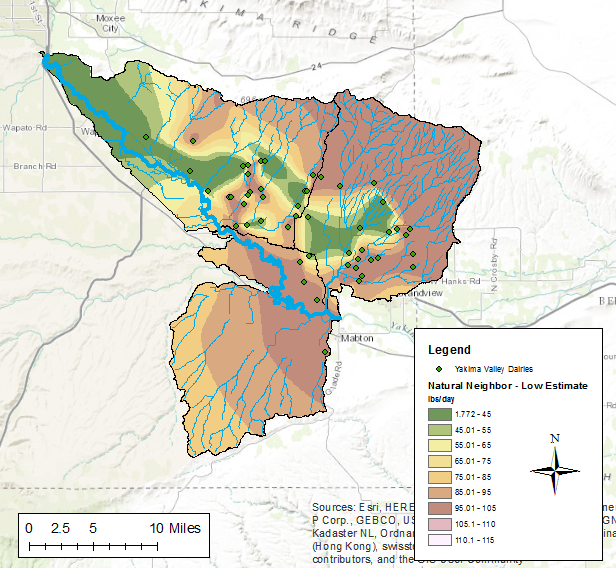 1st St
Moxee
City
YAKIMA RIDGE
24
Wapato Rd
Branch Rd
N Crosby Rd
Hanks Rd
Mabton
Legend
Yakima Valley Dairies
Natural Neighbor - Low Estimate
lbs/day
1.772 - 45
45.01 - 55
55.01 - 65
65.01 - 75
75.01 - 85
85.01 - 95
95.01 - 105
105.1 - 110
110.1 - 115
N
0 2.5 5 10 Miles
Sources: Esri, HERE
P Corp., GEBCO, US
Kadaster NL, Ordnan
(Hong Kong), swissto
contributors, and the GIS User Community